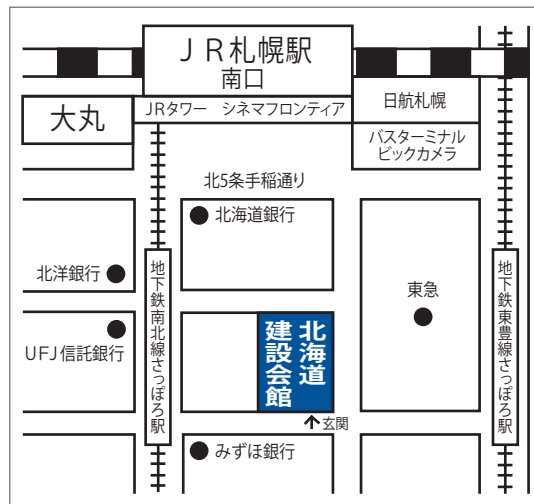 JR札幌駅
南口
大丸
JRタワー シネマフロンティア
日航札幌
バスターミナル
ビックカメラ
北5条手稲通り
北海道銀行
北洋銀行
地下鉄南北線さっぽろ駅
東急
地下鉄東豊線さっぽろ駅
UFJ信託銀行
北海道
建設会館
玄関
みずほ銀行